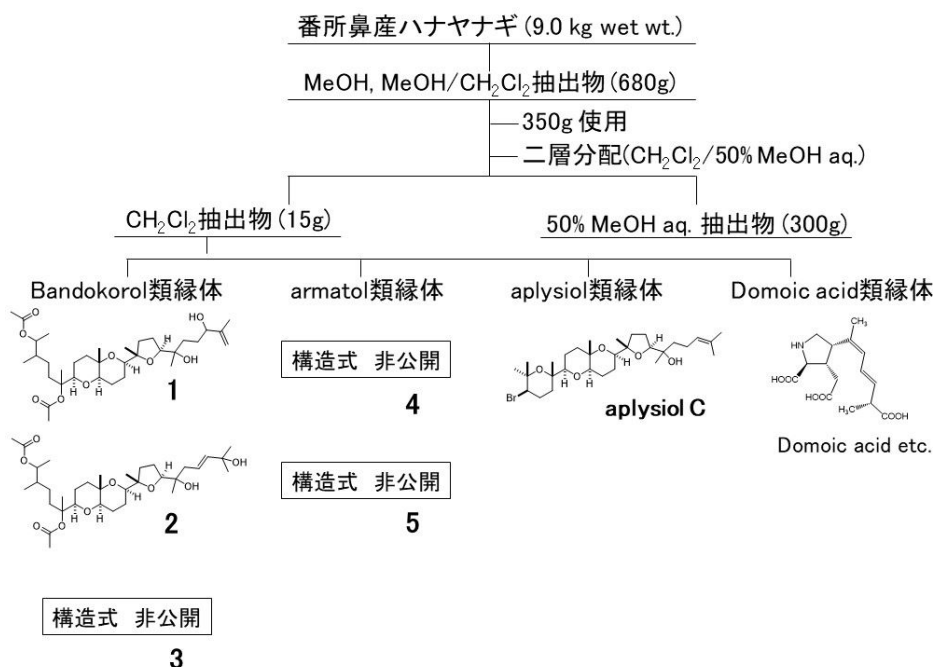 番所鼻産ハナヤナギ (9.0 kg wet wt.)
MeOH, MeOH/CH₂Cl₂抽出物 (680g)
350g 使用
二層分配(CH₂Cl₂/50% MeOH aq.)
CH₂Cl₂抽出物 (15g)
50% MeOH aq. 抽出物 (300g)
Bandokorol類縁体
armatol類縁体
aplysiol類縁体
Domoic acid類縁体
O
O
H
H
OH
O
H
O
H
O
OH
O
O
1
構造式 非公開
4
Br
O
H
O
H
O
H
O
H
OH
aplysiol C
CH₃
HN
HOOC
HOOC
CH₃
COOH
Domoic acid etc.
O
O
H
H
O
H
O
H
O
OH
OH
O
O
2
構造式 非公開
5
構造式 非公開
3